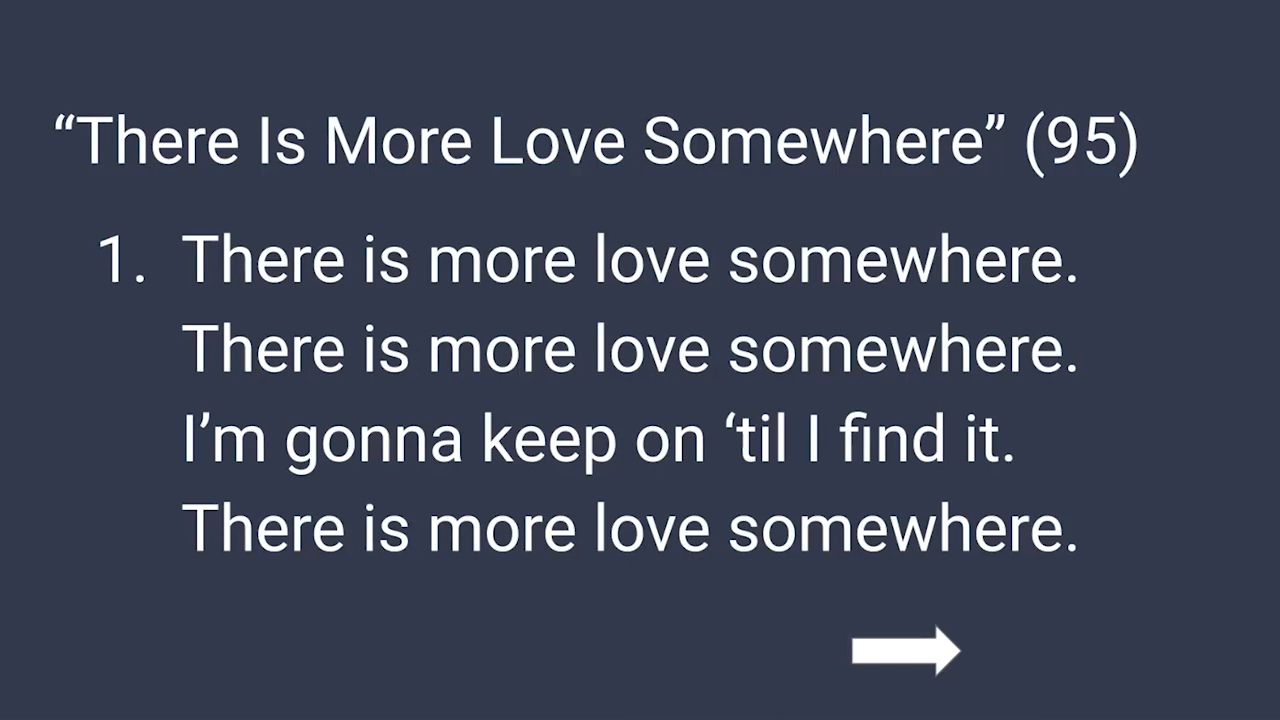 “There Is More Love Somewhere” (95)
1. There is more love somewhere.
There is more love somewhere.
I’m gonna keep on ‘til I find it.
There is more love somewhere.